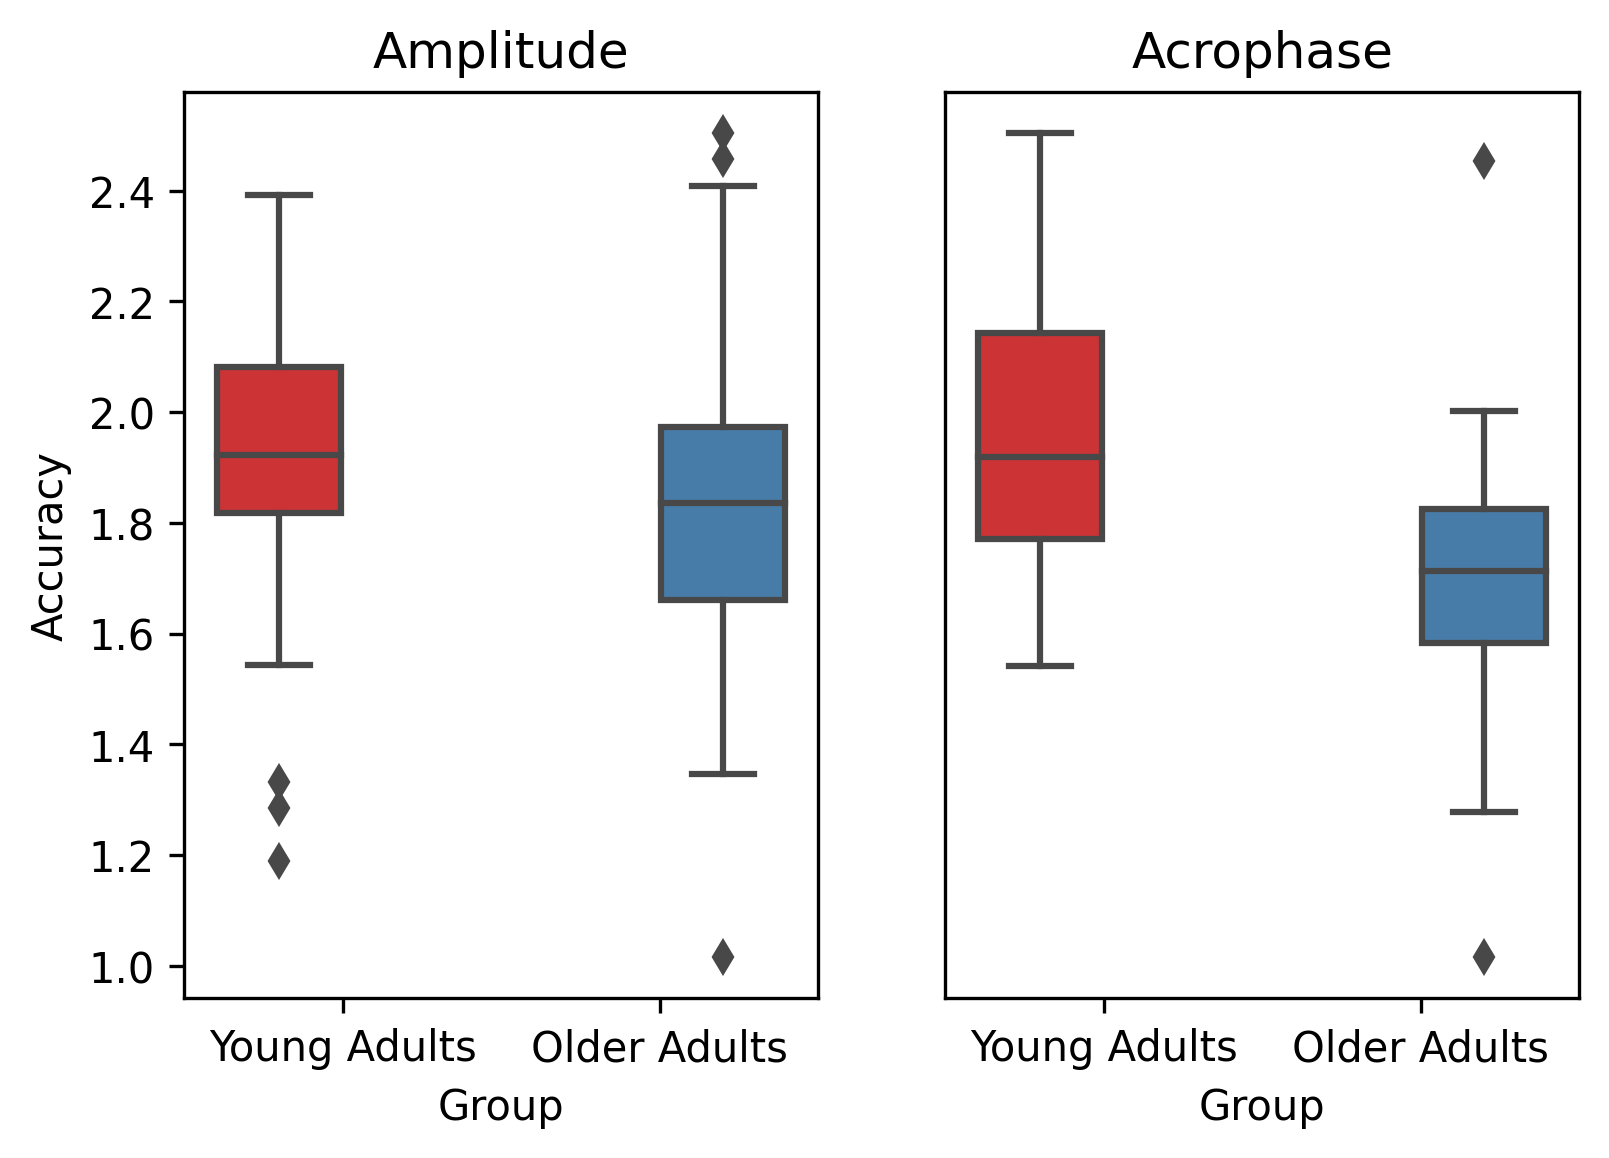 Amplitude
Acrophase
Accuracy
2.4
2.2
2.0
1.8
1.6
1.4
1.2
1.0
Young Adults Older Adults
Group
Young Adults Older Adults
Group